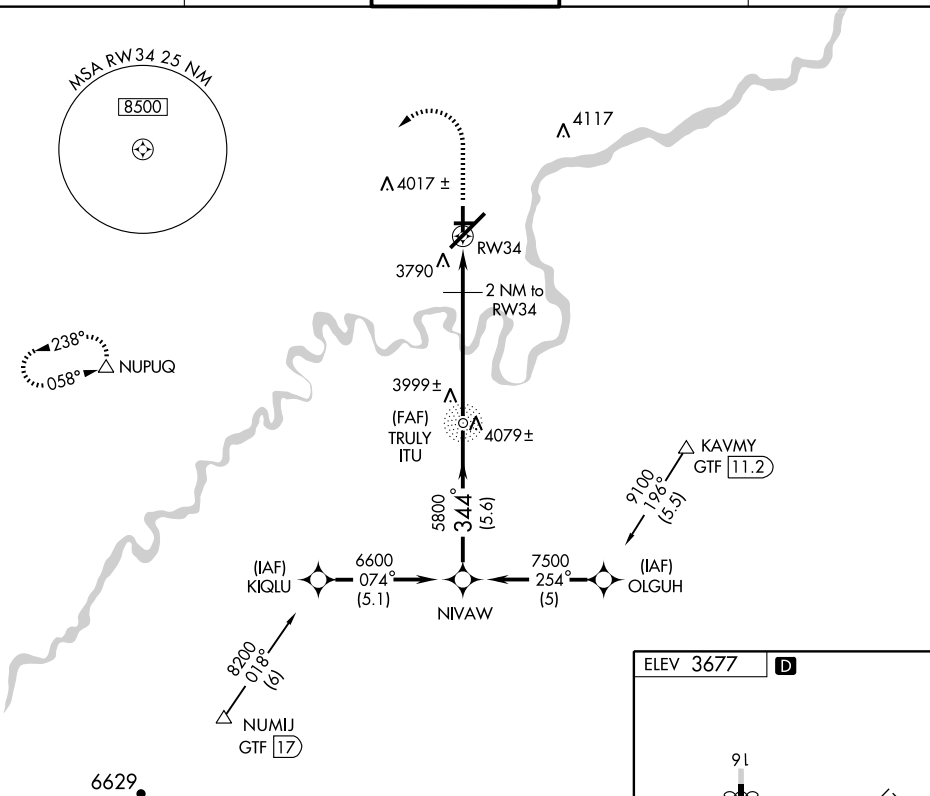 MSA RW34 25 NM
8500
4117
4017 ±
RW34
3790
2 NM to
RW34
238°
058°
NUPUQ
3999 ±
(FAF)
TRULY
ITU
4079 ±
KAVMY
GTF 11.2
9100
196°
(5.5)
5800
344°
(5.6)
(IAF)
KIQLU
6600
074°
(5.1)
7500
254°
(5)
(IAF)
OLGUH
NIVAW
8200
018°
(6)
NUMIJ
GTF 17
6629
ELEV 3677 D
16